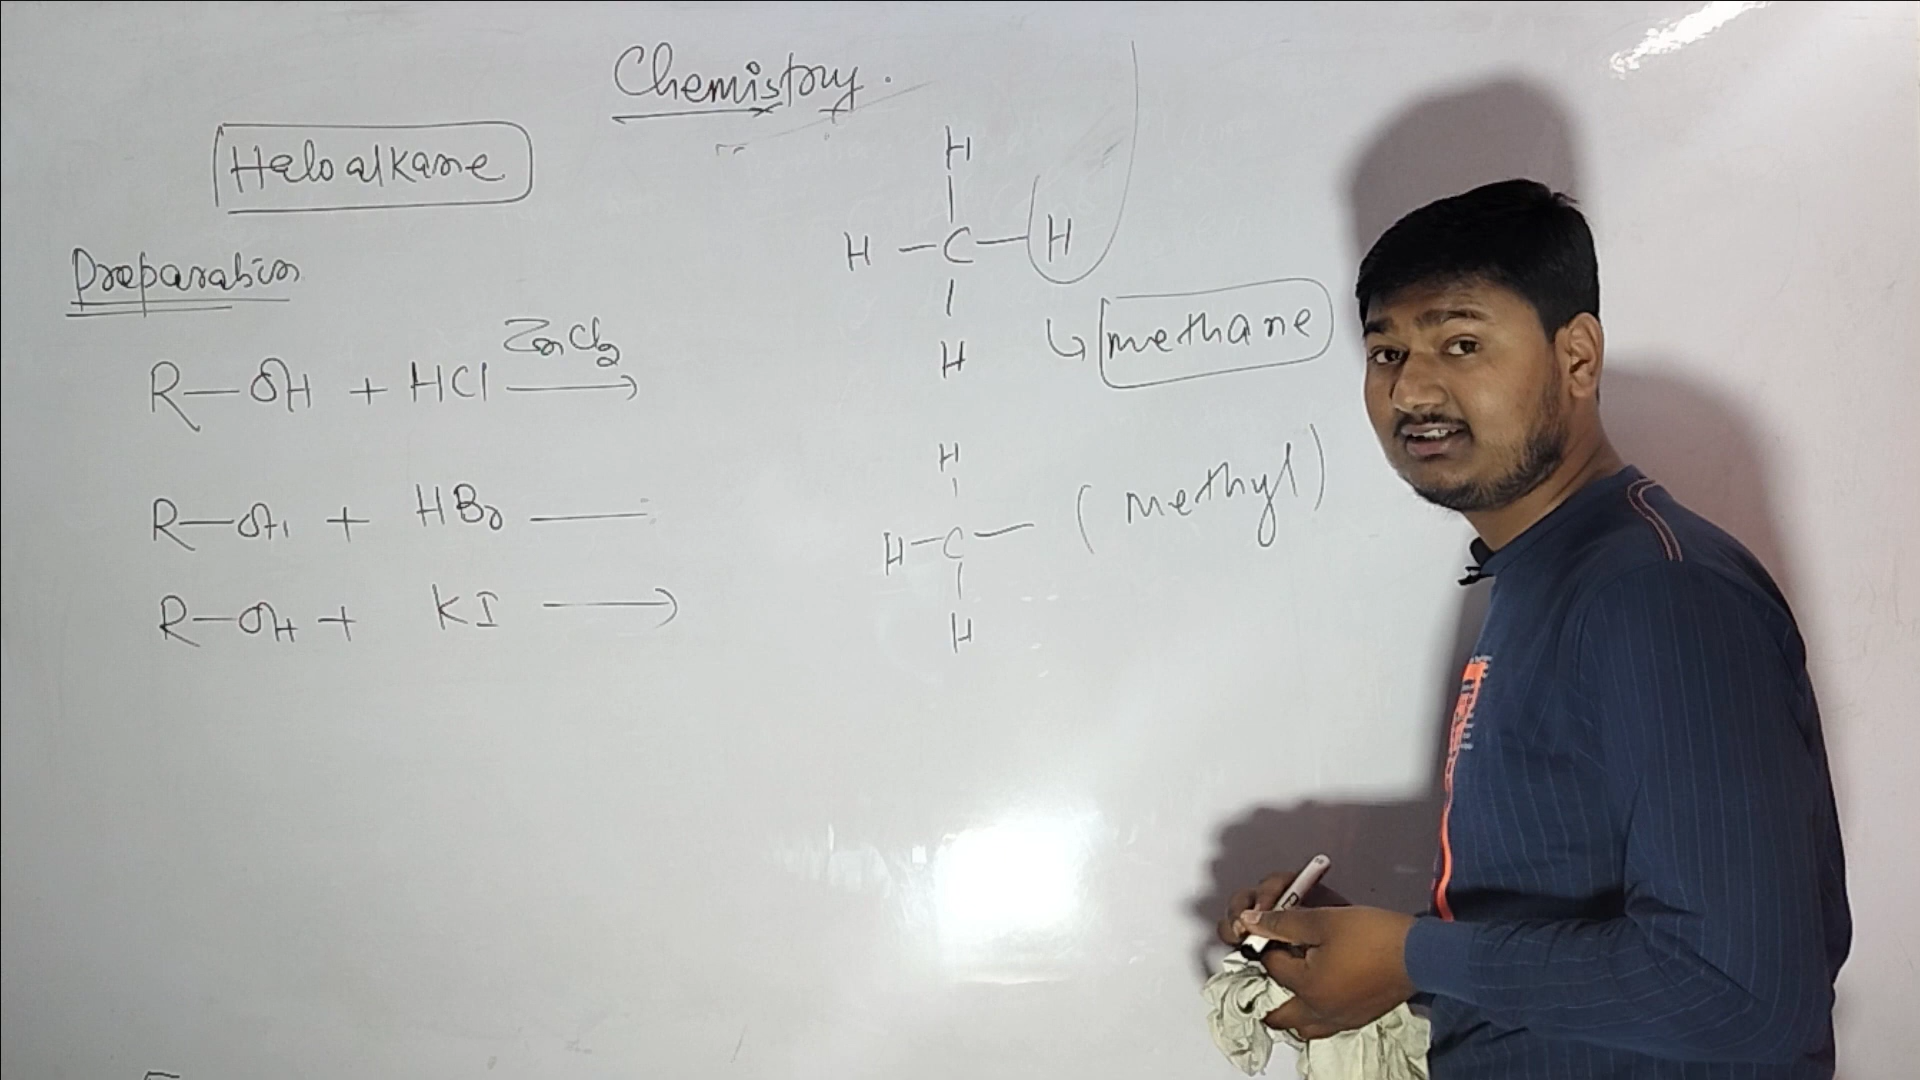 Chemistry.
Haloalkane
Preparation
R—OH + HCl ZnCl2 →
R—OH + HBr —
R—OH + KI →
H
|
H—C—H
|
H
↳ methane
H
|
H—C— (methyl)
|
H